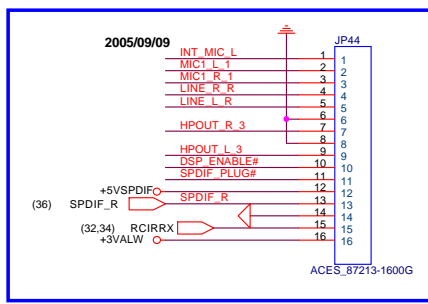 2005/09/09
JP44
INT_MIC_L 1 1
MIC1_L_1 2 2
MIC1_R_1 3 3
LINE_R_R 4 4
LINE_L_R 5 5
6 6
HPOUT_R_3 7 7
8 8
HPOUT_L_3 9 9
DSP_ENABLE# 10 10
SPDIF_PLUG# 11 11
+5VSPDIF 12 12
(36) SPDIF_R SPDIF_R 13 13
14 14
(32,34) RCIRRX 15 15
+3VALW 16 16
ACES_87213-1600G